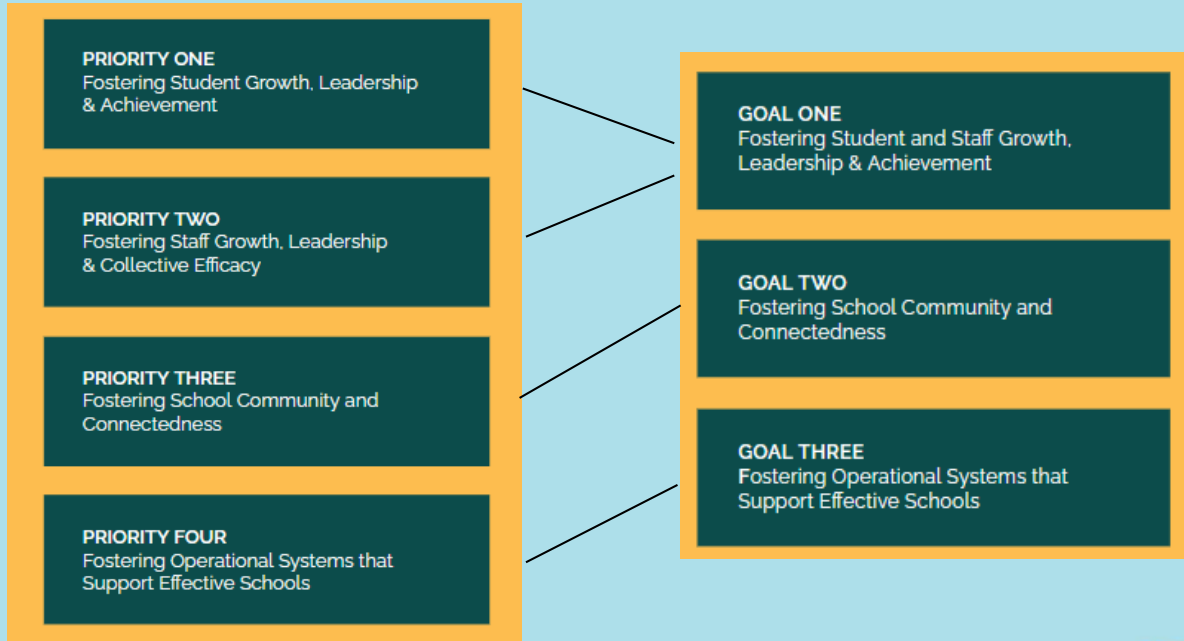 PRIORITY ONE
Fostering Student Growth, Leadership
& Achievement
PRIORITY TWO
Fostering Staff Growth, Leadership
& Collective Efficacy
PRIORITY THREE
Fostering School Community and
Connectedness
PRIORITY FOUR
Fostering Operational Systems that
Support Effective Schools
GOAL ONE
Fostering Student and Staff Growth,
Leadership & Achievement
GOAL TWO
Fostering School Community and
Connectedness
GOAL THREE
Fostering Operational Systems that
Support Effective Schools